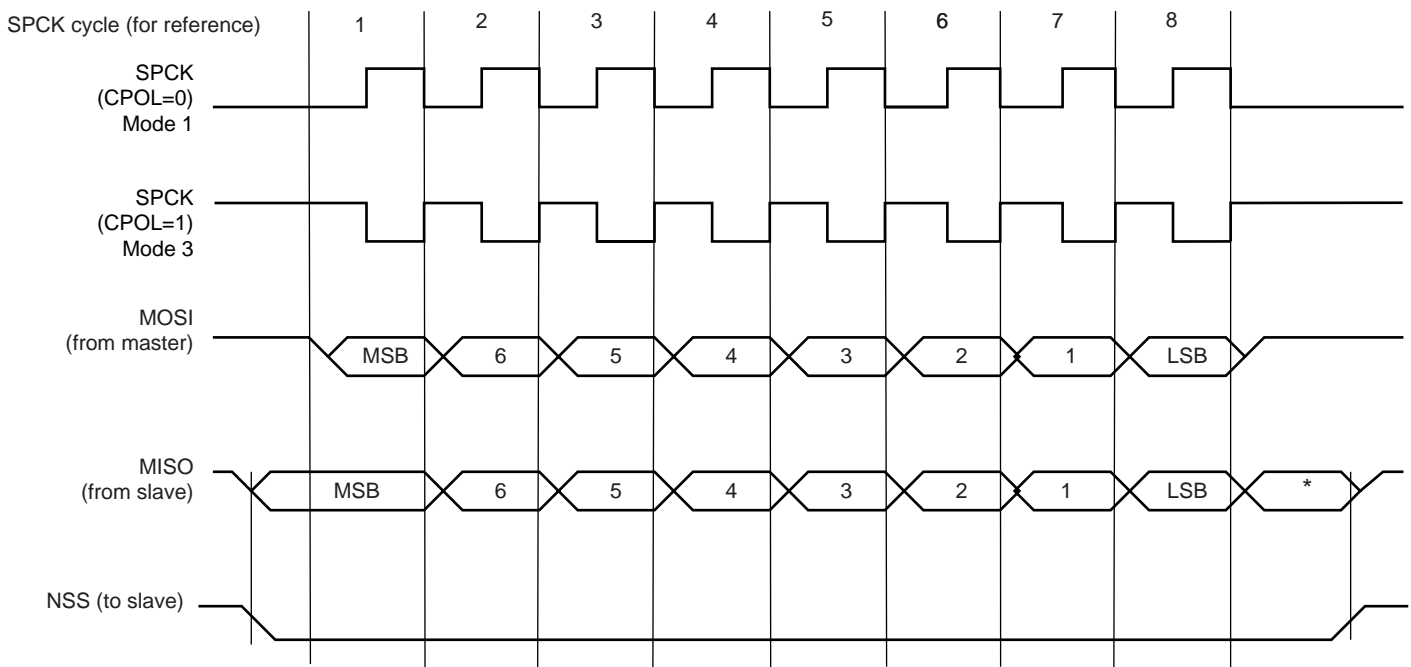 SPCK cycle (for reference) 1 2 3 4 5 6 7 8
SPCK
(CPOL=0)
Mode 1
SPCK
(CPOL=1)
Mode 3
MOSI
(from master)
MSB 6 5 4 3 2 1 LSB
MISO
(from slave)
MSB 6 5 4 3 2 1 LSB *
NSS (to slave)